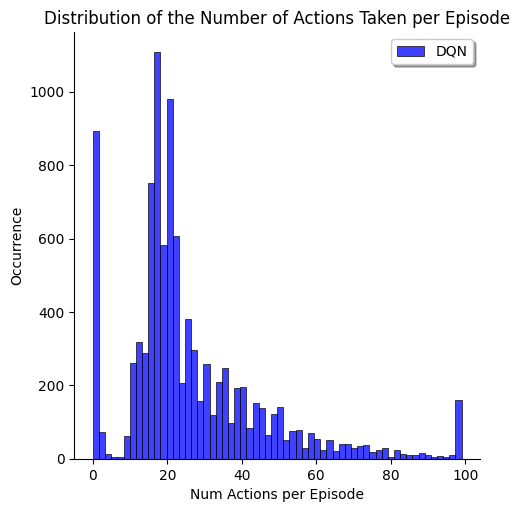 Distribution of the Number of Actions Taken per Episode
DQN
1000
800
600
400
200
0
Occurrence
0 20 40 60 80 100
Num Actions per Episode